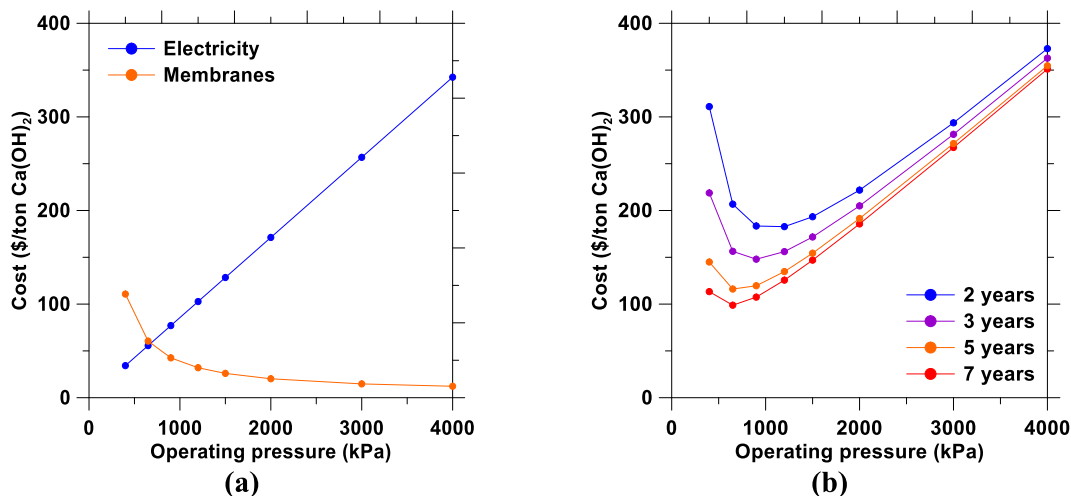 400
300
200
100
0
Cost ($/ton Ca(OH)₂)
Electricity
Membranes
0 1000 2000 3000 4000
Operating pressure (kPa)
(a)
400
300
200
100
0
Cost ($/ton Ca(OH)₂)
2 years
3 years
5 years
7 years
0 1000 2000 3000 4000
Operating pressure (kPa)
(b)